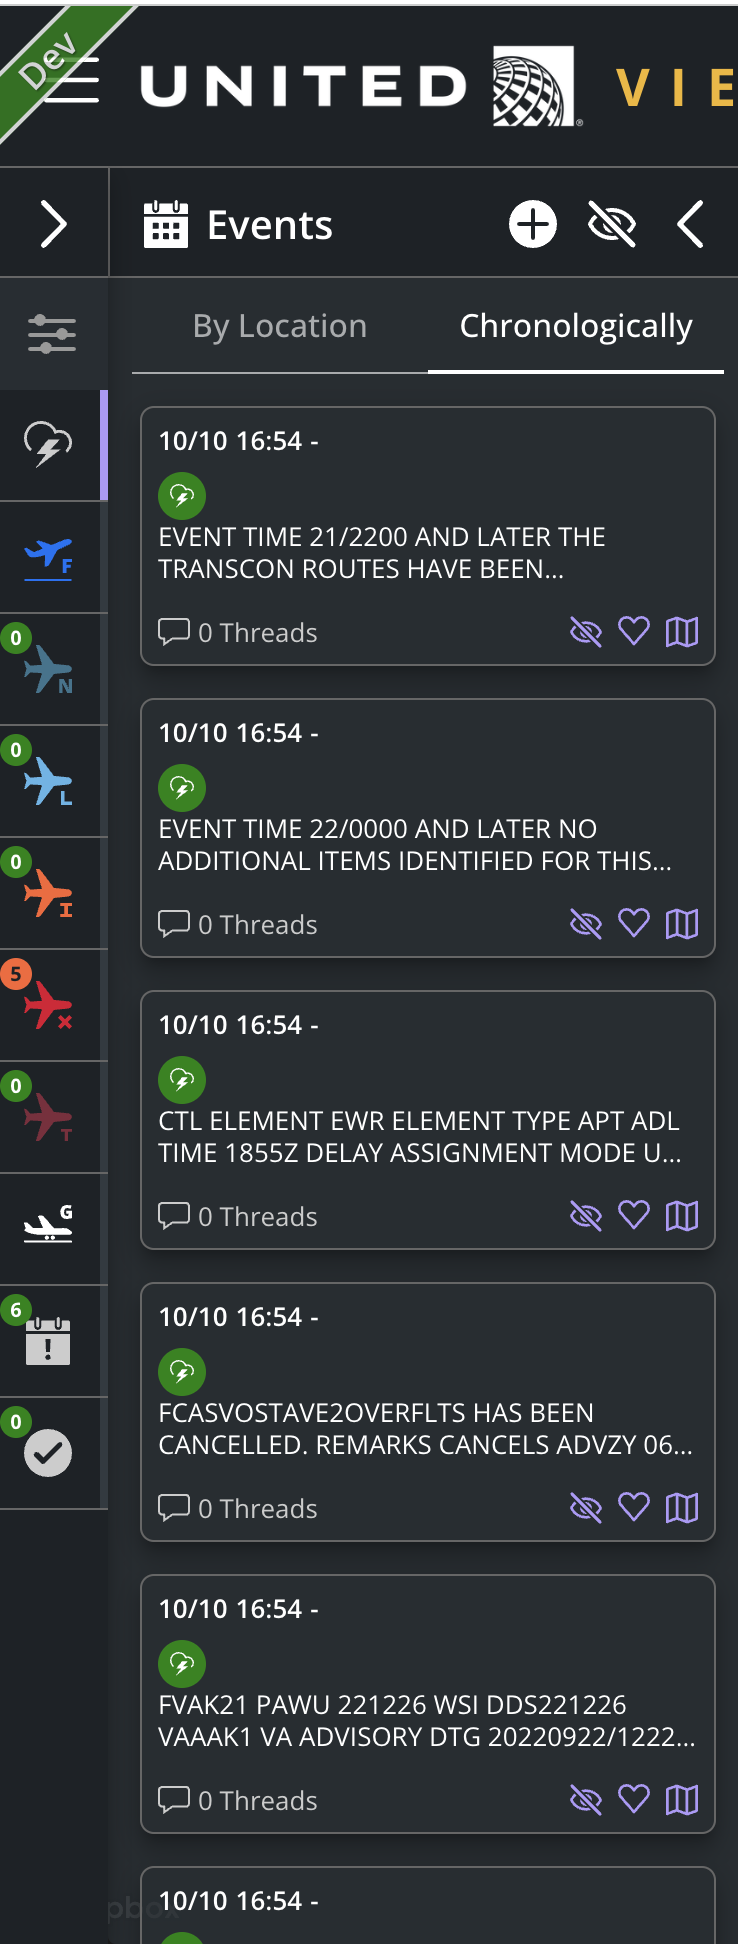 Dev
UNITED
VIE
Events
By Location
Chronologically
10/10 16:54 -
EVENT TIME 21/2200 AND LATER THE
TRANSCON ROUTES HAVE BEEN...
0 Threads
F
10/10 16:54 -
EVENT TIME 22/0000 AND LATER NO
ADDITIONAL ITEMS IDENTIFIED FOR THIS...
0 Threads
0
N
0
L
0
I
10/10 16:54 -
CTL ELEMENT EWR ELEMENT TYPE APT ADL
TIME 1855Z DELAY ASSIGNMENT MODE U...
0 Threads
5
0
T
G
10/10 16:54 -
FCASVOSTAVE2OVERFLTS HAS BEEN
CANCELLED. REMARKS CANCELS ADVZY 06...
0 Threads
6
0
10/10 16:54 -
FVAK21 PAWU 221226 WSI DDS221226
VAAAK1 VA ADVISORY DTG 20220922/1222...
0 Threads
10/10 16:54 -